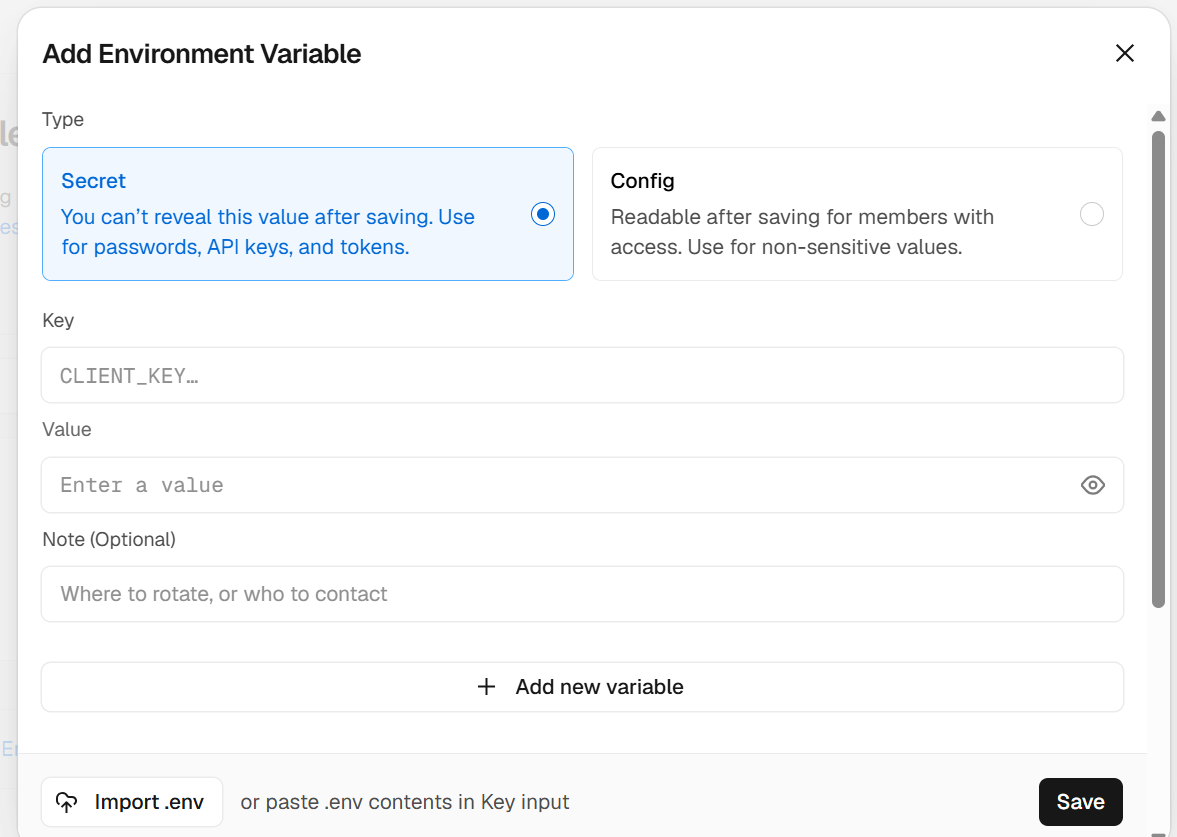 Add Environment Variable
Type
Secret
You can’t reveal this value after saving. Use
for passwords, API keys, and tokens.
Config
Readable after saving for members with
access. Use for non-sensitive values.
Key
CLIENT_KEY…
Value
Enter a value
Note (Optional)
Where to rotate, or who to contact
Add new variable
Import .env
or paste .env contents in Key input
Save